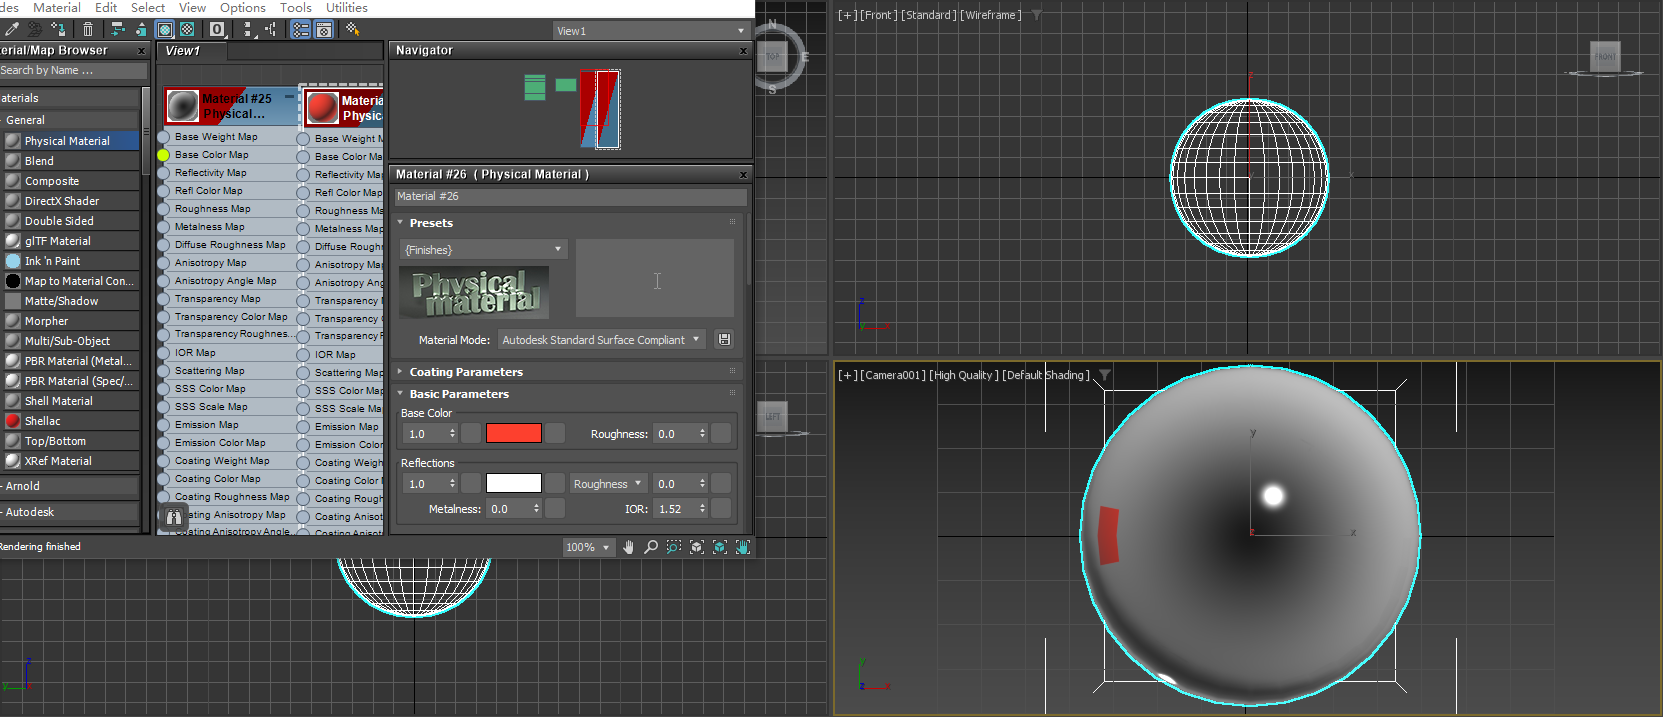 des Material Edit Select View Options Tools Utilities
View1
terial/Map Browser x
Search by Name ...
aterials
- General
Physical Material
Blend
Composite
DirectX Shader
Double Sided
glTF Material
Ink 'n Paint
Map to Material Con...
Matte/Shadow
Morpher
Multi/Sub-Object
PBR Material (Metal...
PBR Material (Spec/...
Shell Material
Shellac
Top/Bottom
XRef Material
+ Arnold
+ Autodesk
Rendering finished
View1
Material #25
Physical...
Base Weight Map
Base Color Map
Reflectivity Map
Refl Color Map
Roughness Map
Metalness Map
Diffuse Roughness Map
Anisotropy Map
Anisotropy Angle Map
Transparency Map
Transparency Color Map
Transparency Roughnes...
IOR Map
Scattering Map
SSS Color Map
SSS Scale Map
Emission Map
Emission Color Map
Coating Weight Map
Coating Color Map
Coating Roughness Map
oating Anisotropy Map
Coating Anisotropy Angle...
Materia
Physic
Base Weight M
Base Color Ma
Reflectivity Ma
Refl Color Map
Roughness Ma
Metalness Map
Diffuse Rough
Anisotropy Ma
Anisotropy Ang
Transparency I
Transparency C
Transparency F
IOR Map
Scattering Map
SSS Color Map
SSS Scale Ma
Emission Map
Emission Color
Coating Weigh
Coating Color I
Coating Rough
Coating Anisot
Coating Anisotr
Navigator x
Material #26 ( Physical Material ) x
Material #26
Presets
{Finishes}
Physical
material
Material Mode: Autodesk Standard Surface Compliant
Coating Parameters
Basic Parameters
Base Color
1.0 Roughness: 0.0
Reflections
1.0 Roughness 0.0
Metalness: 0.0 IOR: 1.52
100%
N
TOP
E
S
LEFT
z
y
[+] [Front] [Standard] [Wireframe]
FRONT
z
y x
z
y x
[+] [Camera001] [High Quality] [Default Shading]
y
z x
y
z x